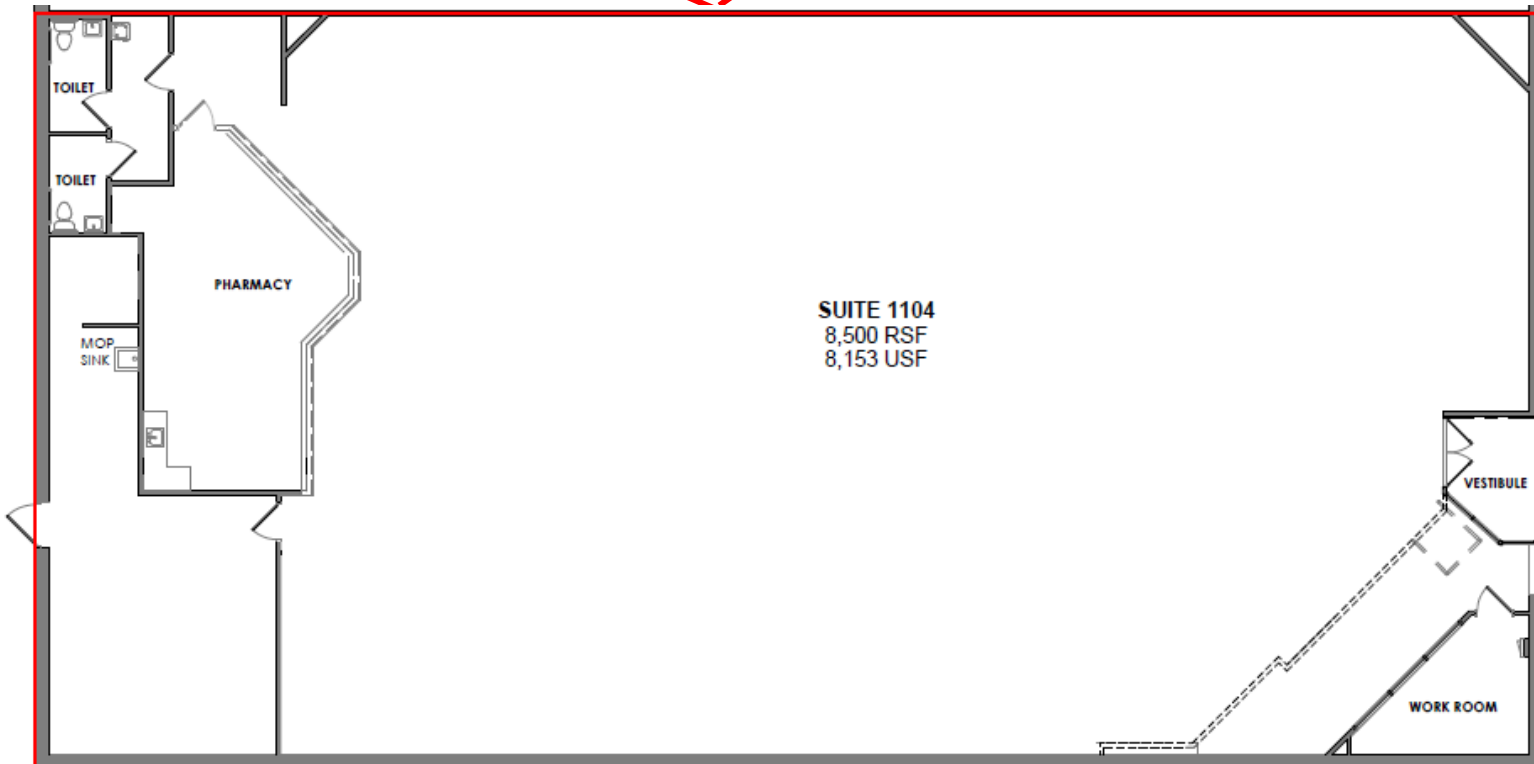 TOILET
TOILET
PHARMACY
MOP
SINK
SUITE 1104
8,500 RSF
8,153 USF
VESTIBULE
WORK ROOM